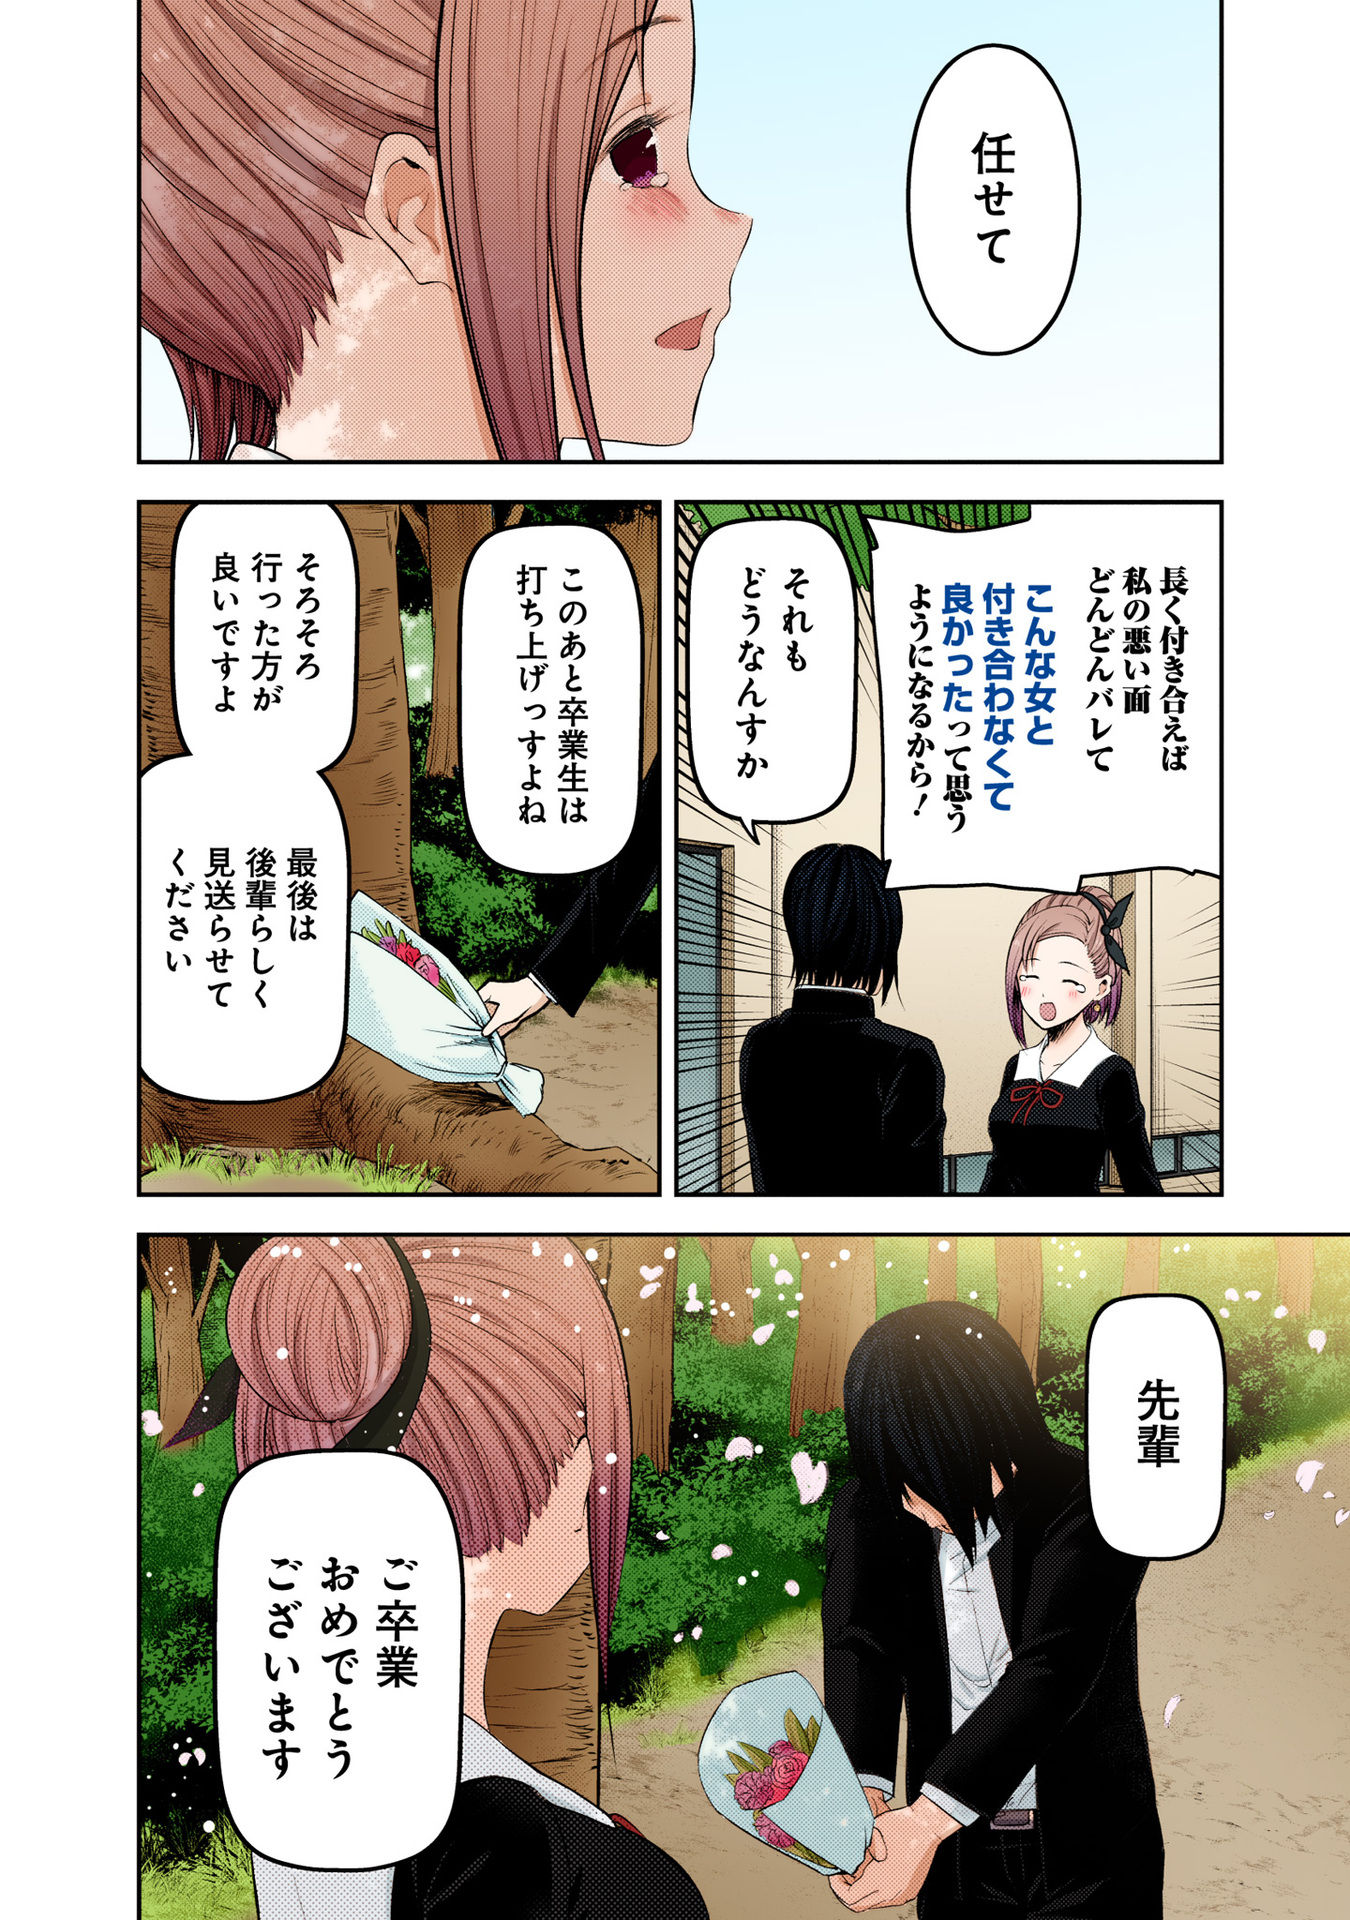 任せて
長く付き合えば
私の悪い面
どんどんバレて
こんな女と
付き合わなくて
良かったって思う
ようになるから!
それも
どうなんすか
このあと卒業生は
打ち上げっすよね
そろそろ
行った方が
良いですよ
最後は
後輩らしく
見送らせて
ください
先輩
ご卒業
おめでとう
ございます